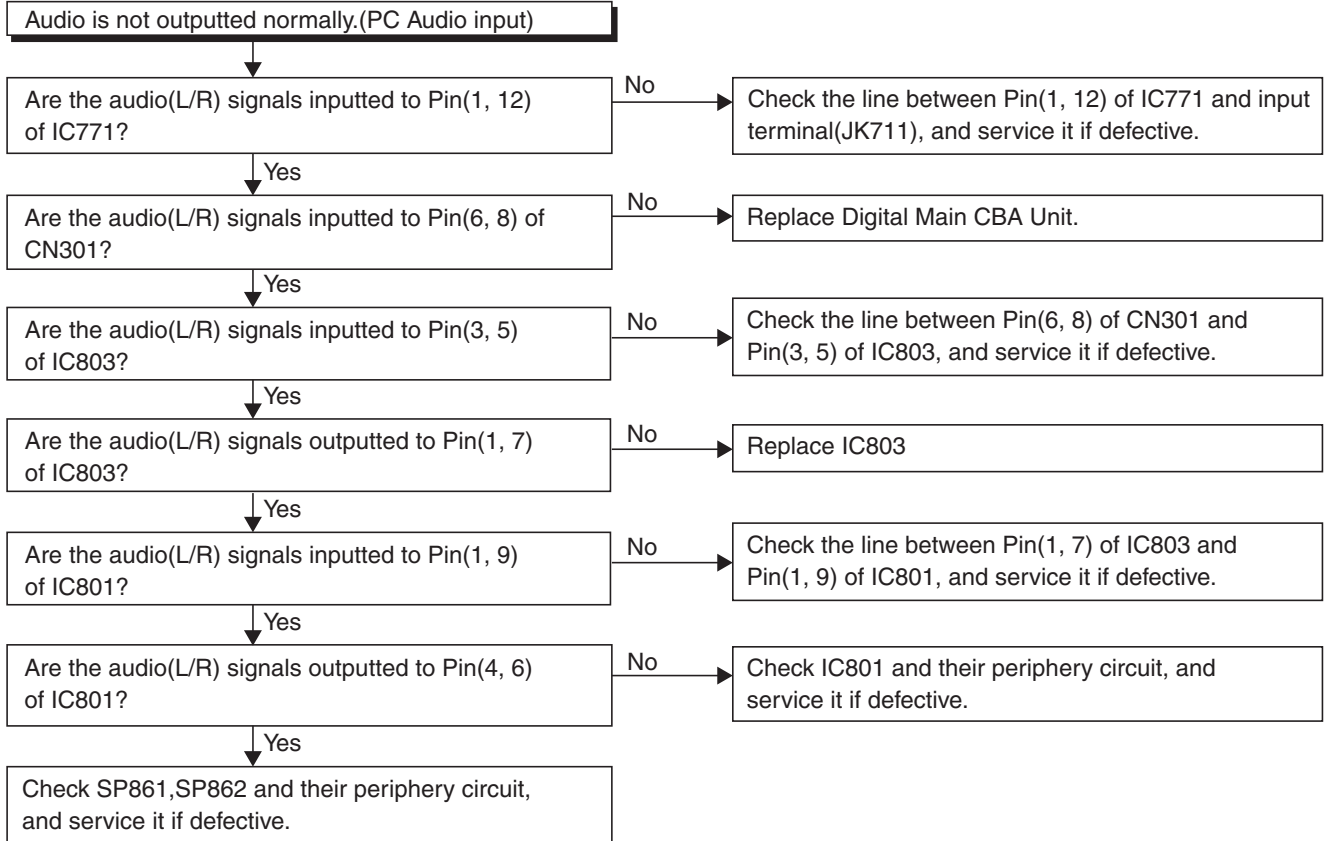 Audio is not outputted normally.(PC Audio input)
Are the audio(L/R) signals inputted to Pin(1, 12)
of IC771?
No
Check the line between Pin(1, 12) of IC771 and input
terminal(JK711), and service it if defective.
Yes
Are the audio(L/R) signals inputted to Pin(6, 8) of
CN301?
No
Replace Digital Main CBA Unit.
Yes
Are the audio(L/R) signals inputted to Pin(3, 5)
of IC803?
No
Check the line between Pin(6, 8) of CN301 and
Pin(3, 5) of IC803, and service it if defective.
Yes
Are the audio(L/R) signals outputted to Pin(1, 7)
of IC803?
No
Replace IC803
Yes
Are the audio(L/R) signals inputted to Pin(1, 9)
of IC801?
No
Check the line between Pin(1, 7) of IC803 and
Pin(1, 9) of IC801, and service it if defective.
Yes
Are the audio(L/R) signals outputted to Pin(4, 6)
of IC801?
No
Check IC801 and their periphery circuit, and
service it if defective.
Yes
Check SP861,SP862 and their periphery circuit,
and service it if defective.